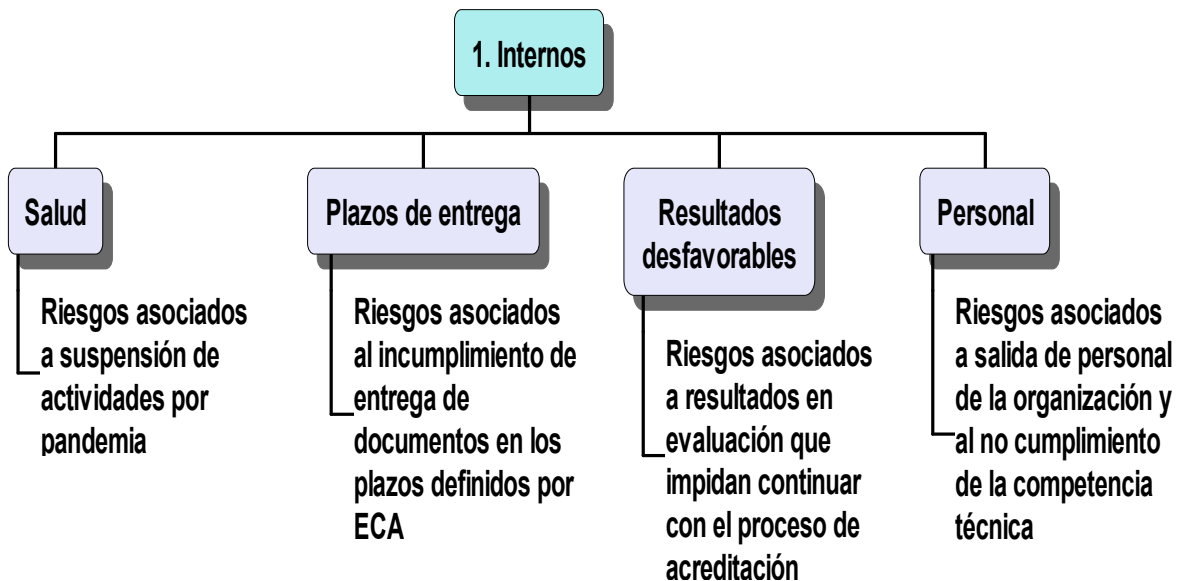 1. Internos
Salud
Riesgos asociados
a suspensión de
actividades por
pandemia
Plazos de entrega
Riesgos asociados
al incumplimiento de
entrega de
documentos en los
plazos definidos por
ECA
Resultados
desfavorables
Riesgos asociados
a resultados en
evaluación que
impidan continuar
con el proceso de
acreditación
Personal
Riesgos asociados
a salida de personal
de la organización y
al no cumplimiento
de la competencia
técnica